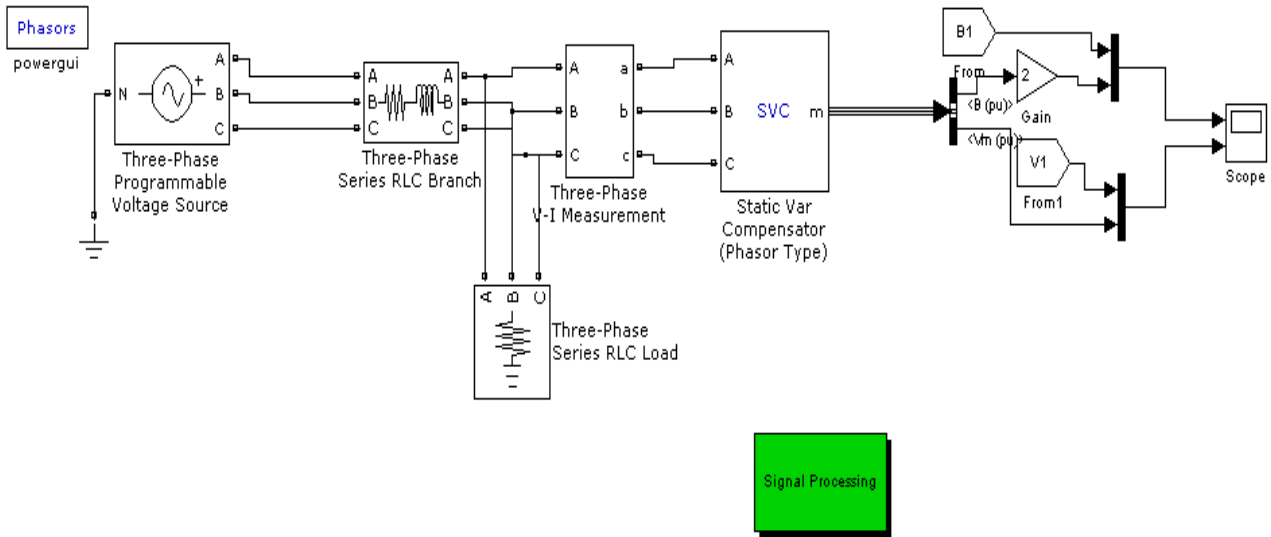 Phasors
powergui
N
A
B
C
Three-Phase
Programmable
Voltage Source
A
B
C
A
B
C
Three-Phase
Series RLC Branch
A
B
C
a
b
c
Three-Phase
V-I Measurement
A
B
C
SVC
m
Static Var
Compensator
(Phasor Type)
B1
From
<B (pu)>
2
Gain
<Vm (pu)>
V1
From1
Scope
A
B
C
Three-Phase
Series RLC Load
Signal Processing